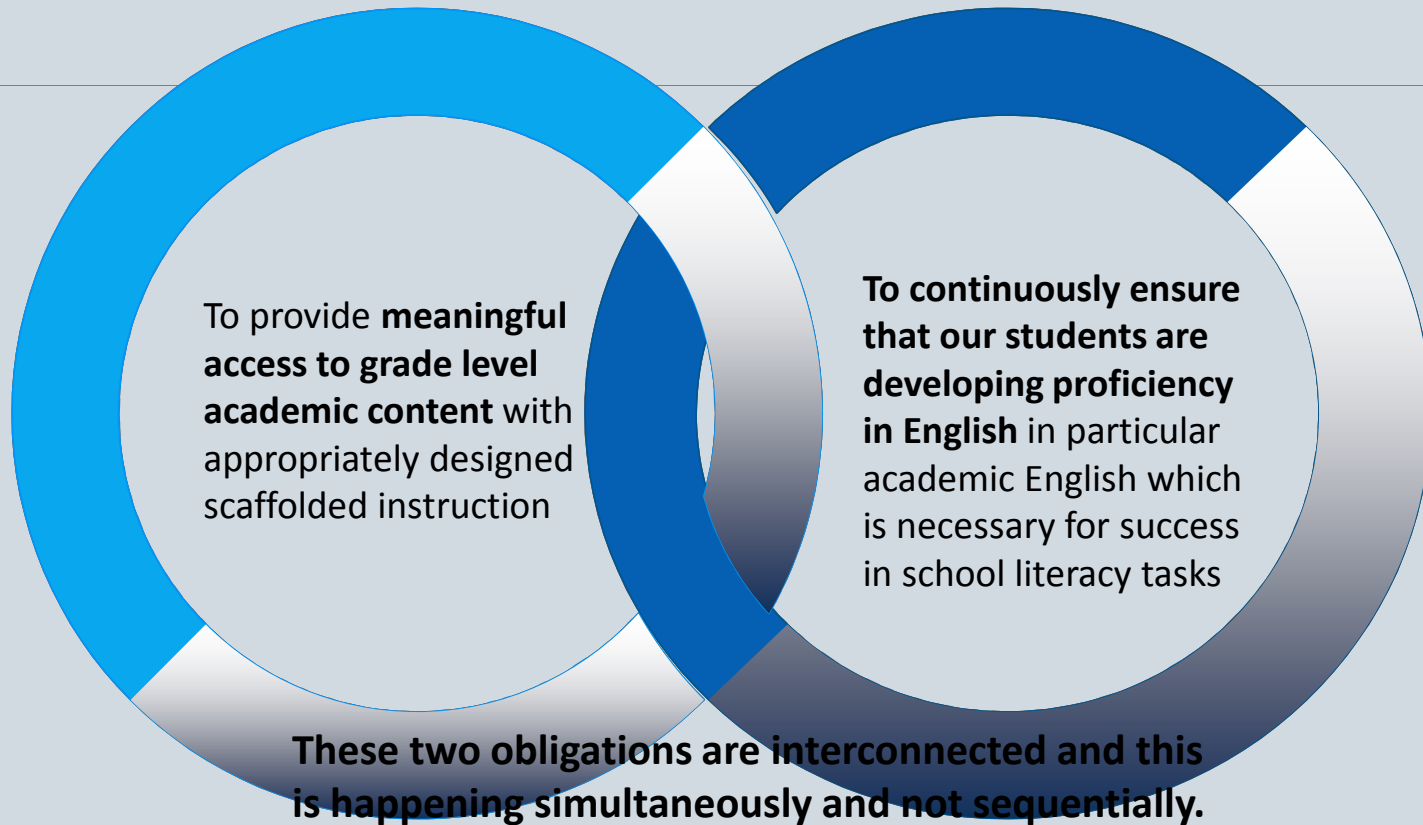 To provide meaningful
access to grade level
academic content with
appropriately designed
scaffolded instruction
To continuously ensure
that our students are
developing proficiency
in English in particular
academic English which
is necessary for success
in school literacy tasks
These two obligations are interconnected and this
is happening simultaneously and not sequentially.